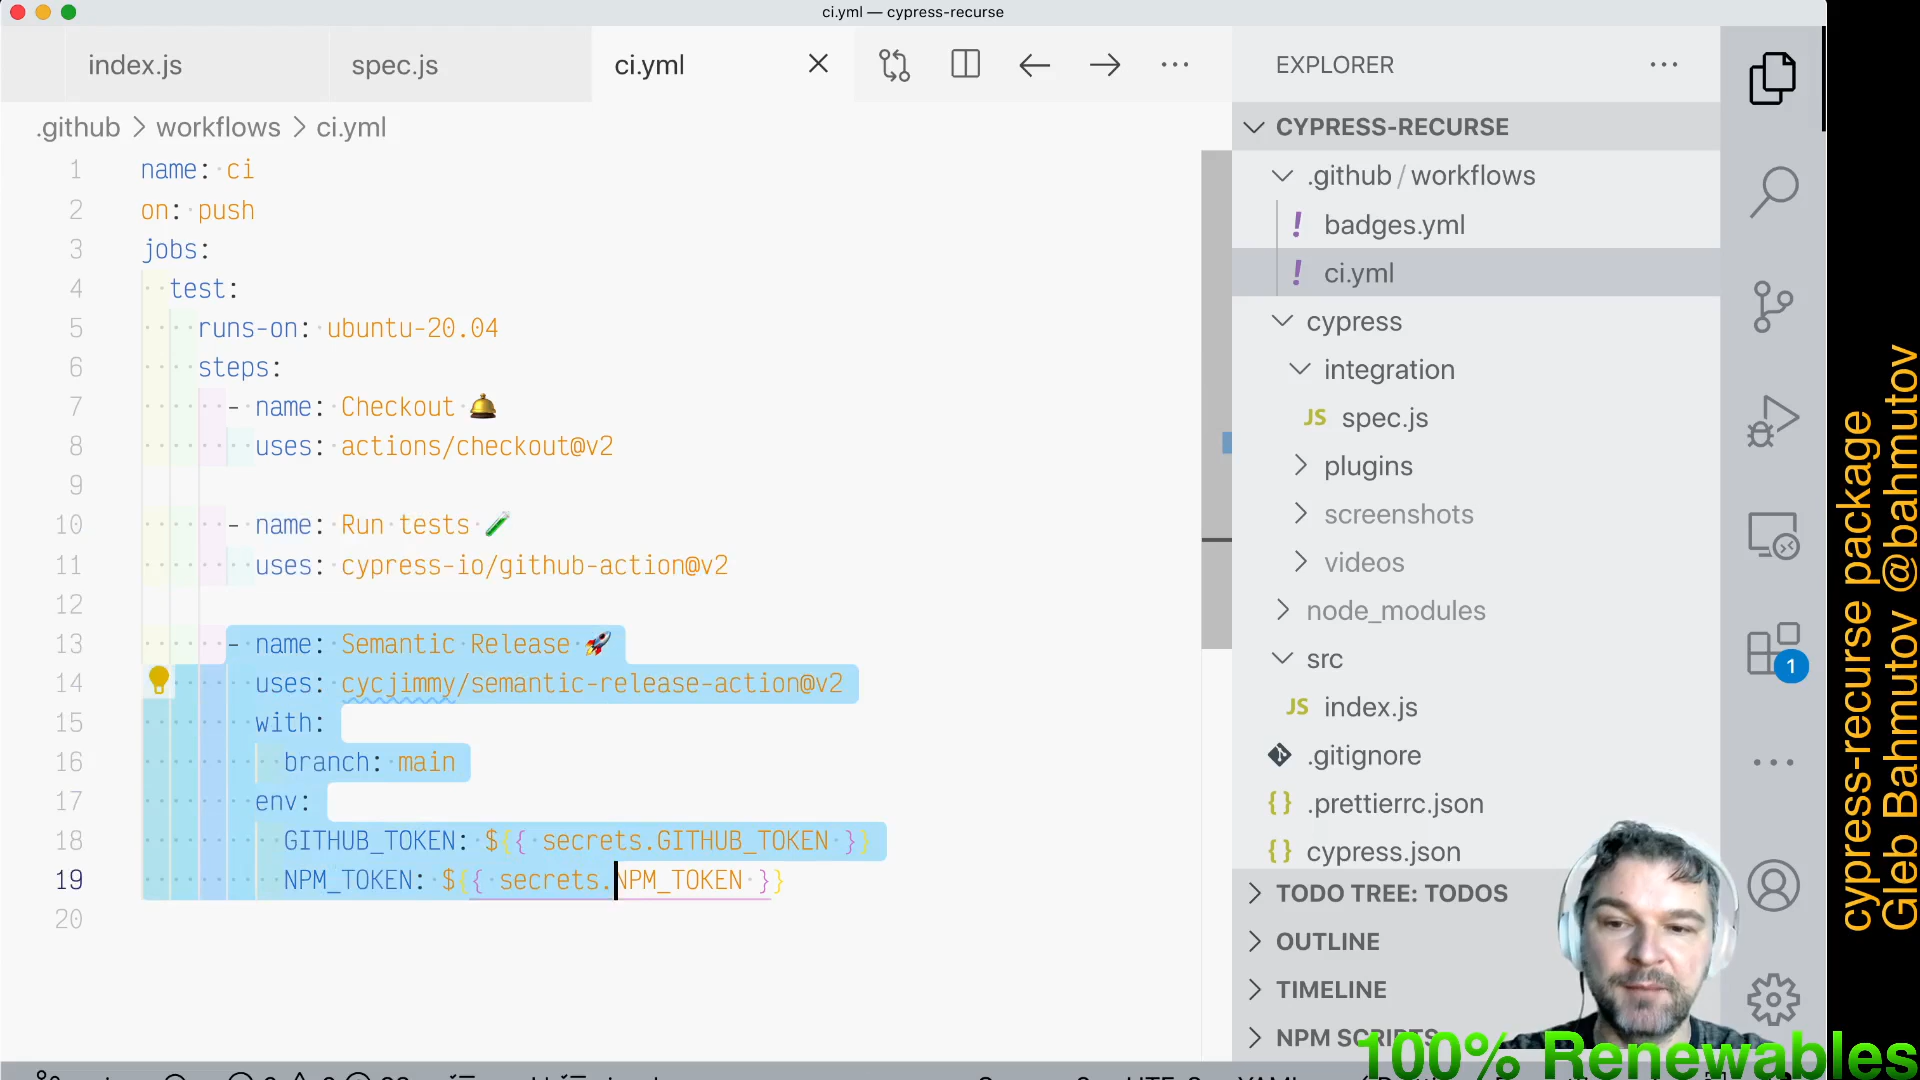 ci.yml — cypress-recurse
index.js
spec.js
ci.yml
.github > workflows > ci.yml
1 name: ci
2 on: push
3 jobs:
4 test:
5 runs-on: ubuntu-20.04
6 steps:
7 - name: Checkout 🛎
8 uses: actions/checkout@v2
9
10 - name: Run tests 🧪
11 uses: cypress-io/github-action@v2
12
13 - name: Semantic Release 🚀
14 uses: cycjimmy/semantic-release-action@v2
15 with:
16 branch: main
17 env:
18 GITHUB_TOKEN: ${{ secrets.GITHUB_TOKEN }}
19 NPM_TOKEN: ${{ secrets.NPM_TOKEN }}
20
EXPLORER
CYPRESS-RECURSE
.github / workflows
! badges.yml
! ci.yml
cypress
integration
JS spec.js
plugins
screenshots
videos
node_modules
src
JS index.js
.gitignore
{} .prettierrc.json
{} cypress.json
TODO TREE: TODOS
OUTLINE
TIMELINE
NPM SCRIPTS
1
cypress-recurse package
Gleb Bahmutov @bahmutov
100% Renewables